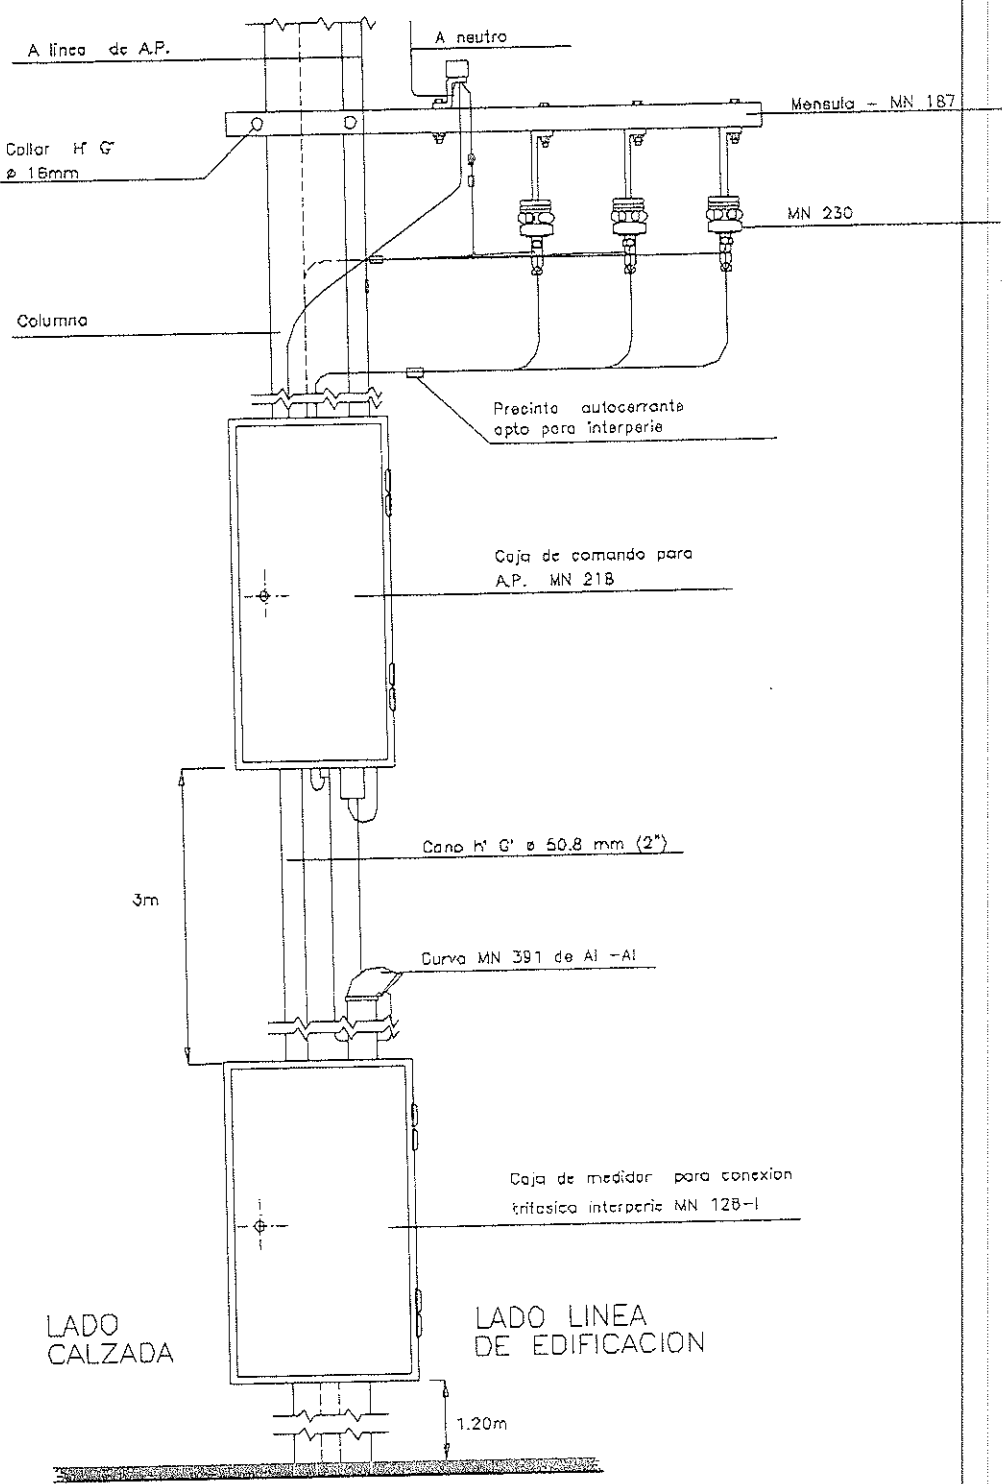 A linea de A.P.
A neutro
Mensula - MN 187
Collar H° G°
ø 16mm
MN 230
Columna
Precinto autocerrante
apto para interperie
Caja de comando para
A.P. MN 218
Cano h° G° ø 50.8 mm (2")
3m
Curva MN 391 de Al -Al
Caja de medidor para conexion
trifasica interperie MN 128-I
LADO
CALZADA
LADO LINEA
DE EDIFICACION
1.20m